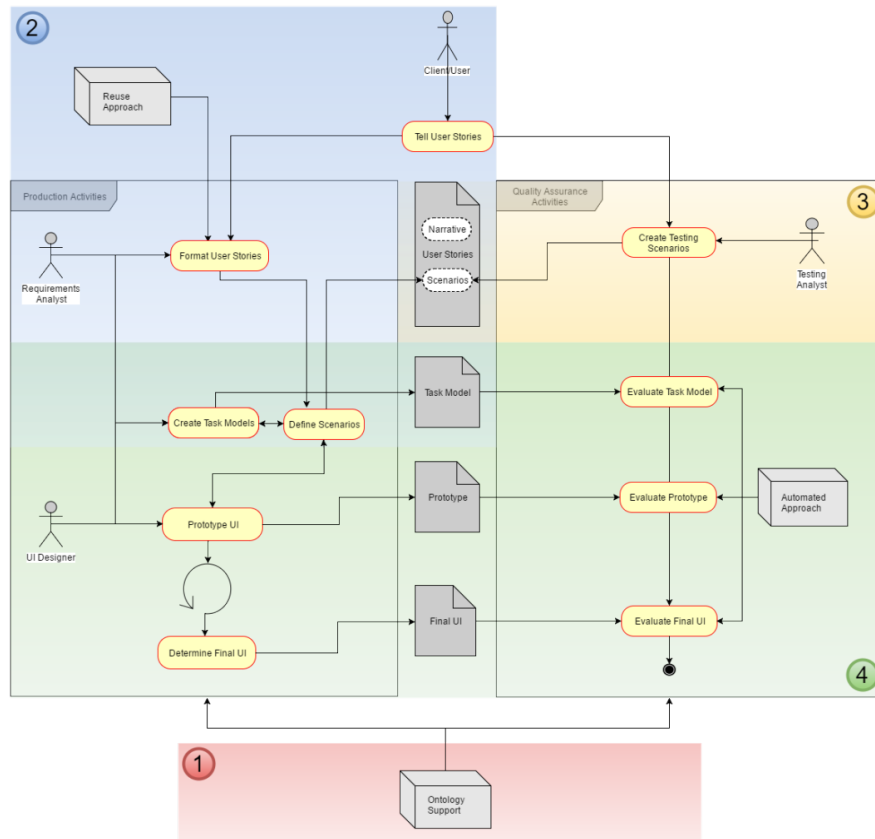 2
Client/User
Reuse
Approach
Tell User Stories
Production Activities
Quality Assurance
Activities
3
Narrative
User Stories
Scenarios
Format User Stories
Create Testing
Scenarios
Requirements
Analyst
Testing
Analyst
Task Model
Evaluate Task Model
Create Task Models
Define Scenarios
Prototype
Evaluate Prototype
Automated
Approach
Prototype UI
UI Designer
Final UI
Evaluate Final UI
Determine Final UI
4
1
Ontology
Support